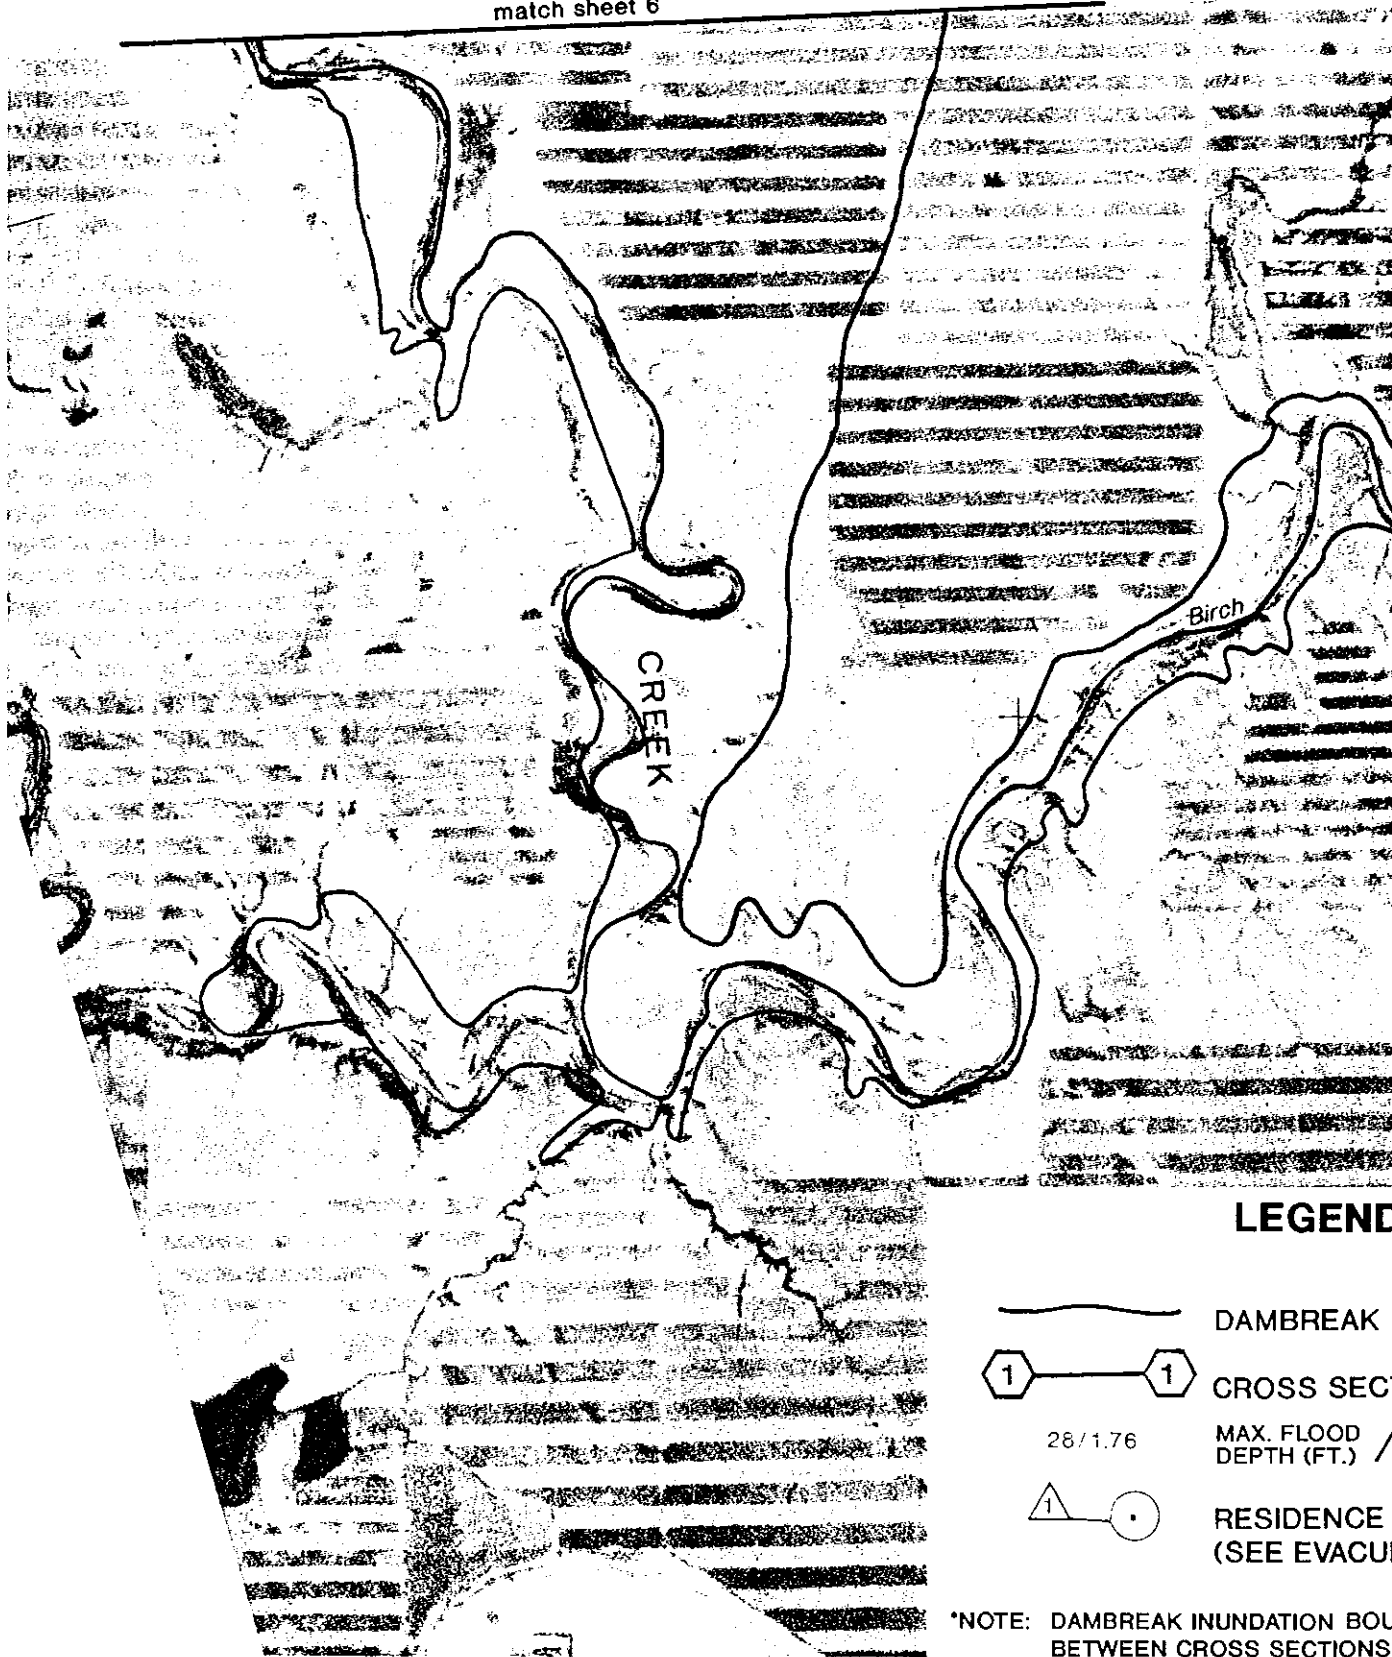 match sheet 6
Birch
CREEK
LEGEND
DAMBREAK
1 1 CROSS SECT
28/1.76 MAX. FLOOD
DEPTH (FT.) /
1 RESIDENCE
(SEE EVACU
*NOTE: DAMBREAK INUNDATION BOU
BETWEEN CROSS SECTIONS